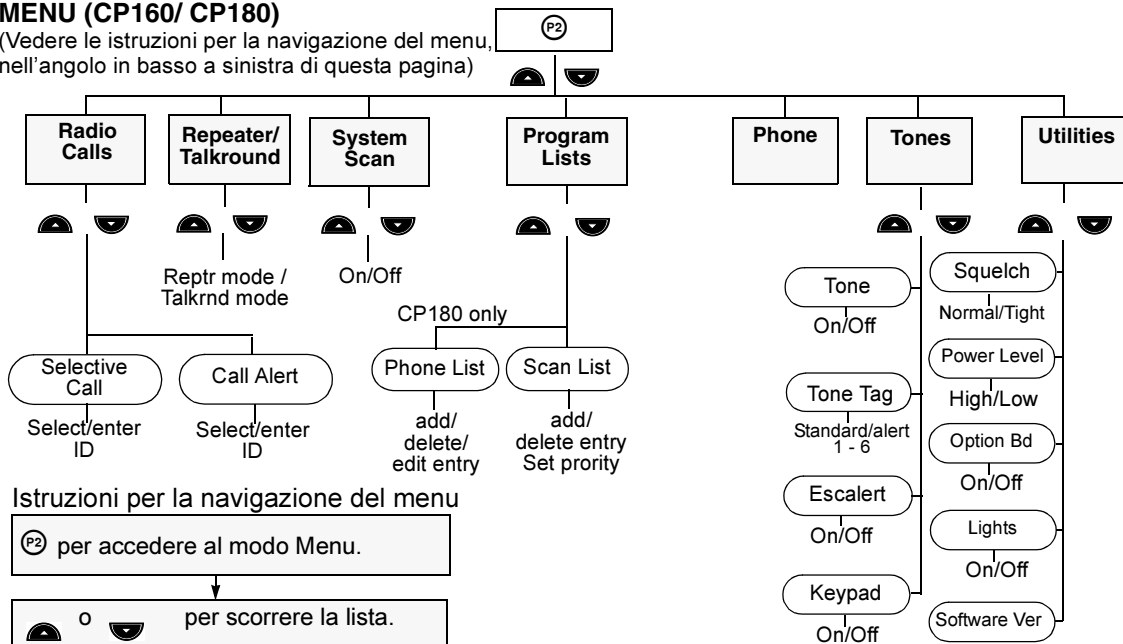 MENU (CP160/ CP180)
(Vedere le istruzioni per la navigazione del menu,
nell'angolo in basso a sinistra di questa pagina)
P2
Radio
Calls
Repeater/
Talkround
System
Scan
Program
Lists
Phone
Tones
Utilities
Reptr mode /
Talkrnd mode
On/Off
CP180 only
Selective
Call
Select/enter
ID
Call Alert
Select/enter
ID
Phone List
add/
delete/
edit entry
Scan List
add/
delete entry
Set prority
Tone
On/Off
Tone Tag
Standard/alert
1 - 6
Escalert
On/Off
Keypad
On/Off
Squelch
Normal/Tight
Power Level
High/Low
Option Bd
On/Off
Lights
On/Off
Software Ver
Istruzioni per la navigazione del menu
P2 per accedere al modo Menu.
o per scorrere la lista.